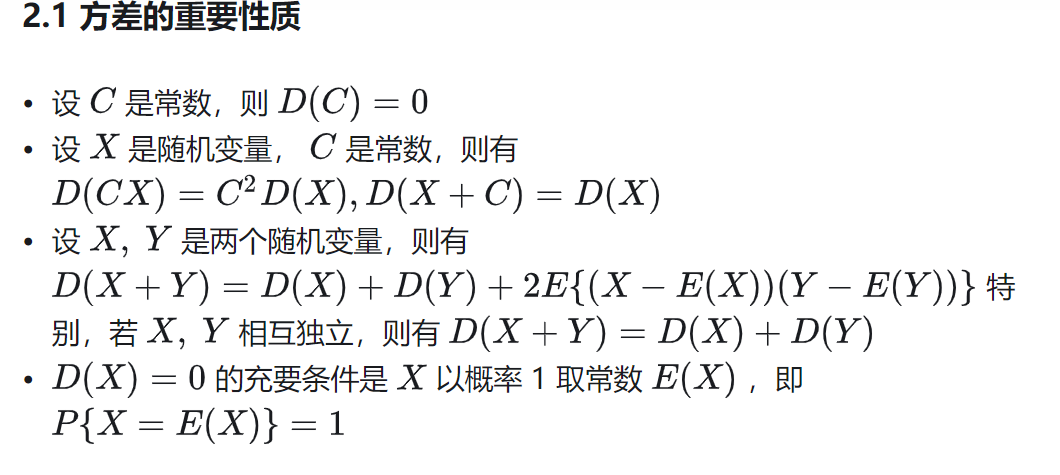 2.1 方差的重要性质
• 设 C 是常数，则 D(C) = 0
• 设 X 是随机变量， C 是常数，则有
D(CX) = C²D(X), D(X + C) = D(X)
• 设 X, Y 是两个随机变量，则有
D(X + Y) = D(X) + D(Y) + 2E{(X − E(X))(Y − E(Y))} 特
别，若 X, Y 相互独立，则有 D(X + Y) = D(X) + D(Y)
• D(X) = 0 的充要条件是 X 以概率 1 取常数 E(X) ，即
P{X = E(X)} = 1